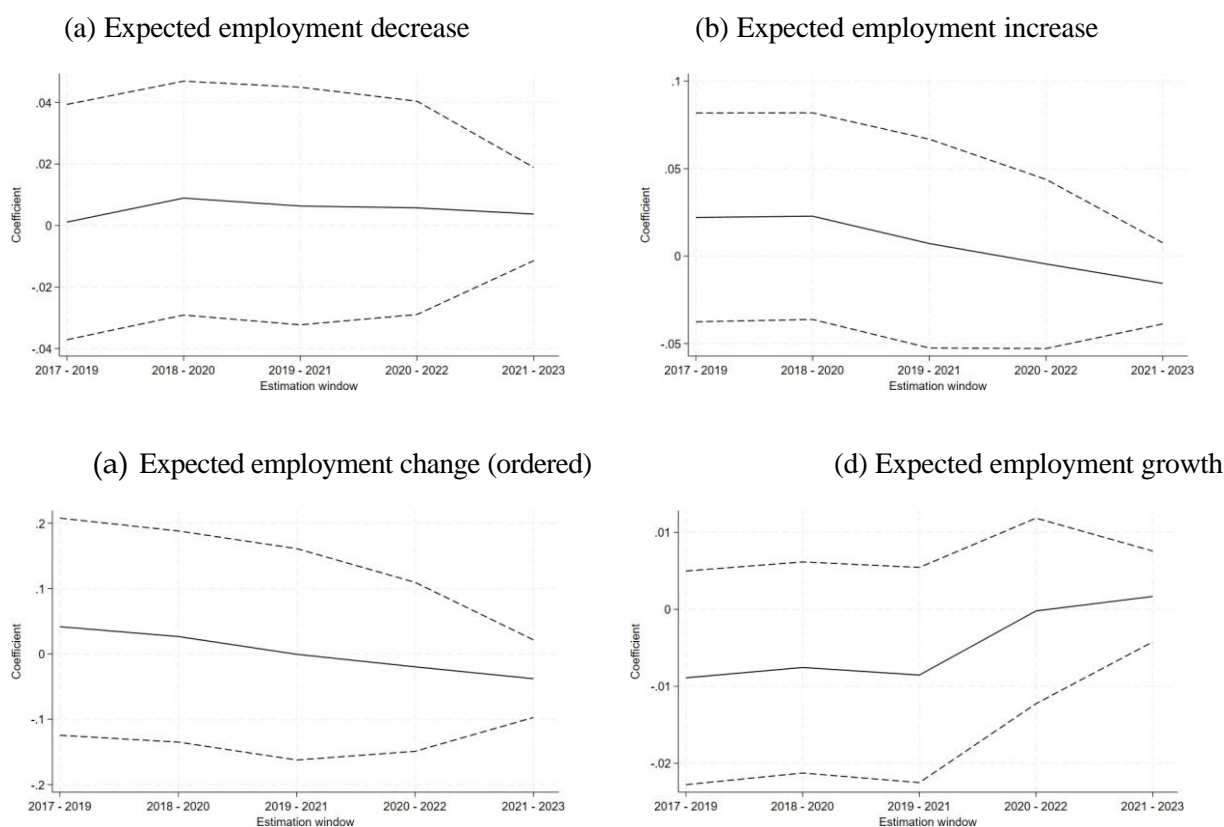 (a) Expected employment decrease
(b) Expected employment increase
.04
.02
0
-.02
-.04
Coefficient
2017 - 2019
2018 - 2020
2019 - 2021
2020 - 2022
2021 - 2023
Estimation window
.1
.05
0
-.05
Coefficient
2017 - 2019
2018 - 2020
2019 - 2021
2020 - 2022
2021 - 2023
Estimation window
(a) Expected employment change (ordered)
(d) Expected employment growth
.2
.1
0
-.1
-.2
Coefficient
2017 - 2019
2018 - 2020
2019 - 2021
2020 - 2022
2021 - 2023
Estimation window
.01
0
-.01
-.02
Coefficient
2017 - 2019
2018 - 2020
2019 - 2021
2020 - 2022
2021 - 2023
Estimation window